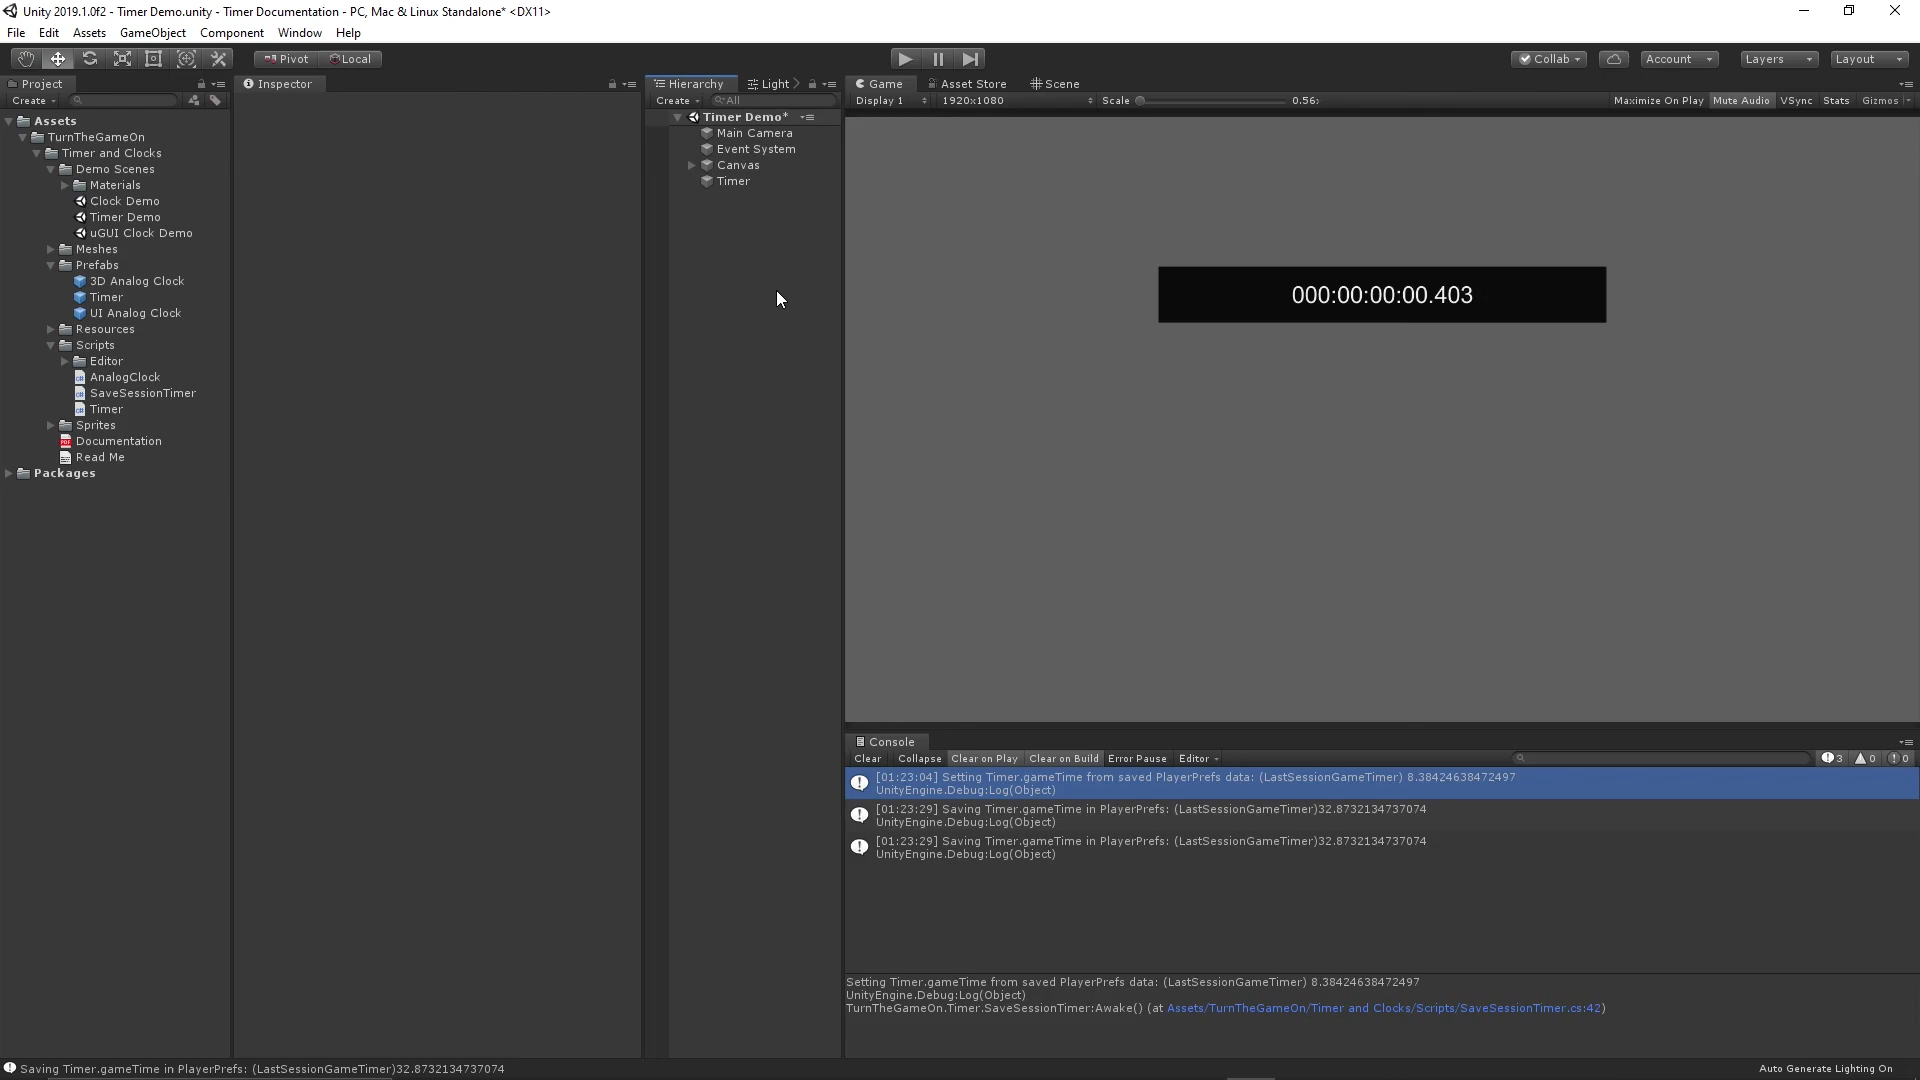 Unity 2019.1.0f2 - Timer Demo.unity - Timer Documentation - PC, Mac & Linux Standalone* <DX11>
File Edit Assets GameObject Component Window Help
Pivot Local Collab Account Layers Layout
Project Inspector Hierarchy Light Game Asset Store Scene
Create Create All Display 1 1920x1080 Scale 0.56x Maximize On Play Mute Audio VSync Stats Gizmos
Assets
TurnTheGameOn
Timer and Clocks
Demo Scenes
Materials
Clock Demo
Timer Demo
uGUI Clock Demo
Meshes
Prefabs
3D Analog Clock
Timer
UI Analog Clock
Resources
Scripts
Editor
AnalogClock
SaveSessionTimer
Timer
Sprites
Documentation
Read Me
Packages
Timer Demo*
Main Camera
Event System
Canvas
Timer
000:00:00:00.403
Console
Clear Collapse Clear on Play Clear on Build Error Pause Editor 3 0 0
[01:23:04] Setting Timer.gameTime from saved PlayerPrefs data: (LastSessionGameTimer) 8.38424638472497
UnityEngine.Debug:Log(Object)
[01:23:29] Saving Timer.gameTime in PlayerPrefs: (LastSessionGameTimer)32.8732134737074
UnityEngine.Debug:Log(Object)
[01:23:29] Saving Timer.gameTime in PlayerPrefs: (LastSessionGameTimer)32.8732134737074
UnityEngine.Debug:Log(Object)
Setting Timer.gameTime from saved PlayerPrefs data: (LastSessionGameTimer) 8.38424638472497
UnityEngine.Debug:Log(Object)
TurnTheGameOn.Timer.SaveSessionTimer:Awake() (at Assets/TurnTheGameOn/Timer and Clocks/Scripts/SaveSessionTimer.cs:42)
Saving Timer.gameTime in PlayerPrefs: (LastSessionGameTimer)32.8732134737074
Auto Generate Lighting On